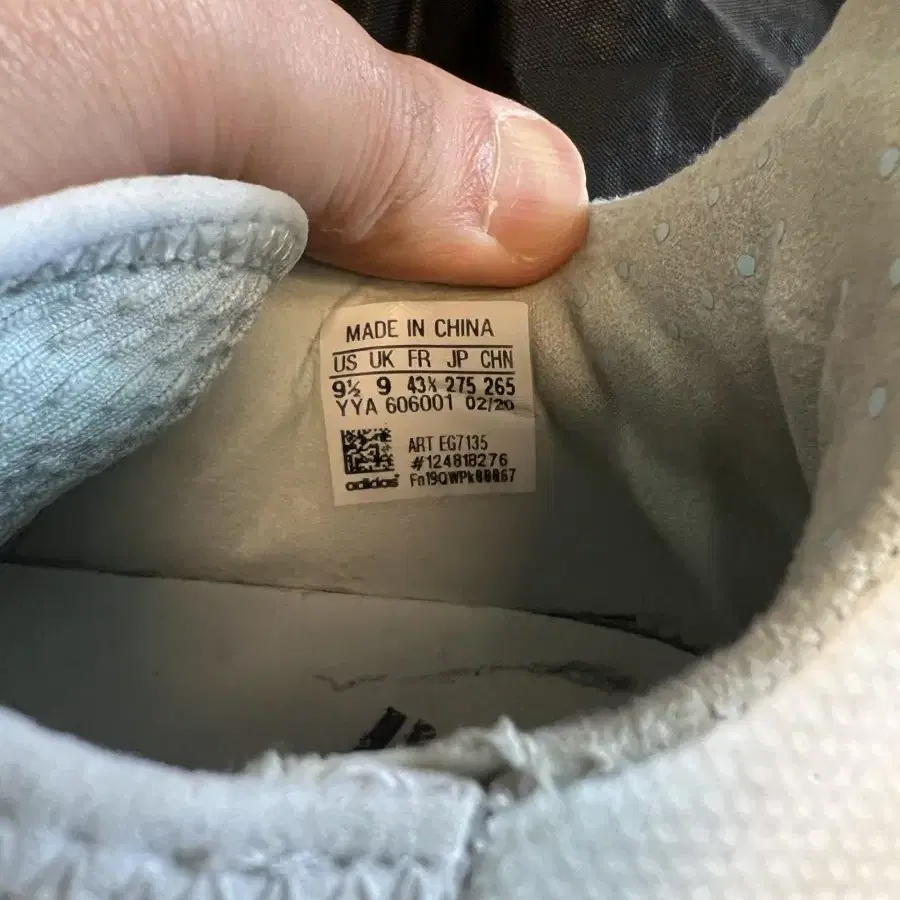 MADE IN CHINA
US UK FR JP CHN
9½ 9 43⅓ 275 265
YYA 606001 02/20
ART EG7135
#124818276
adidas